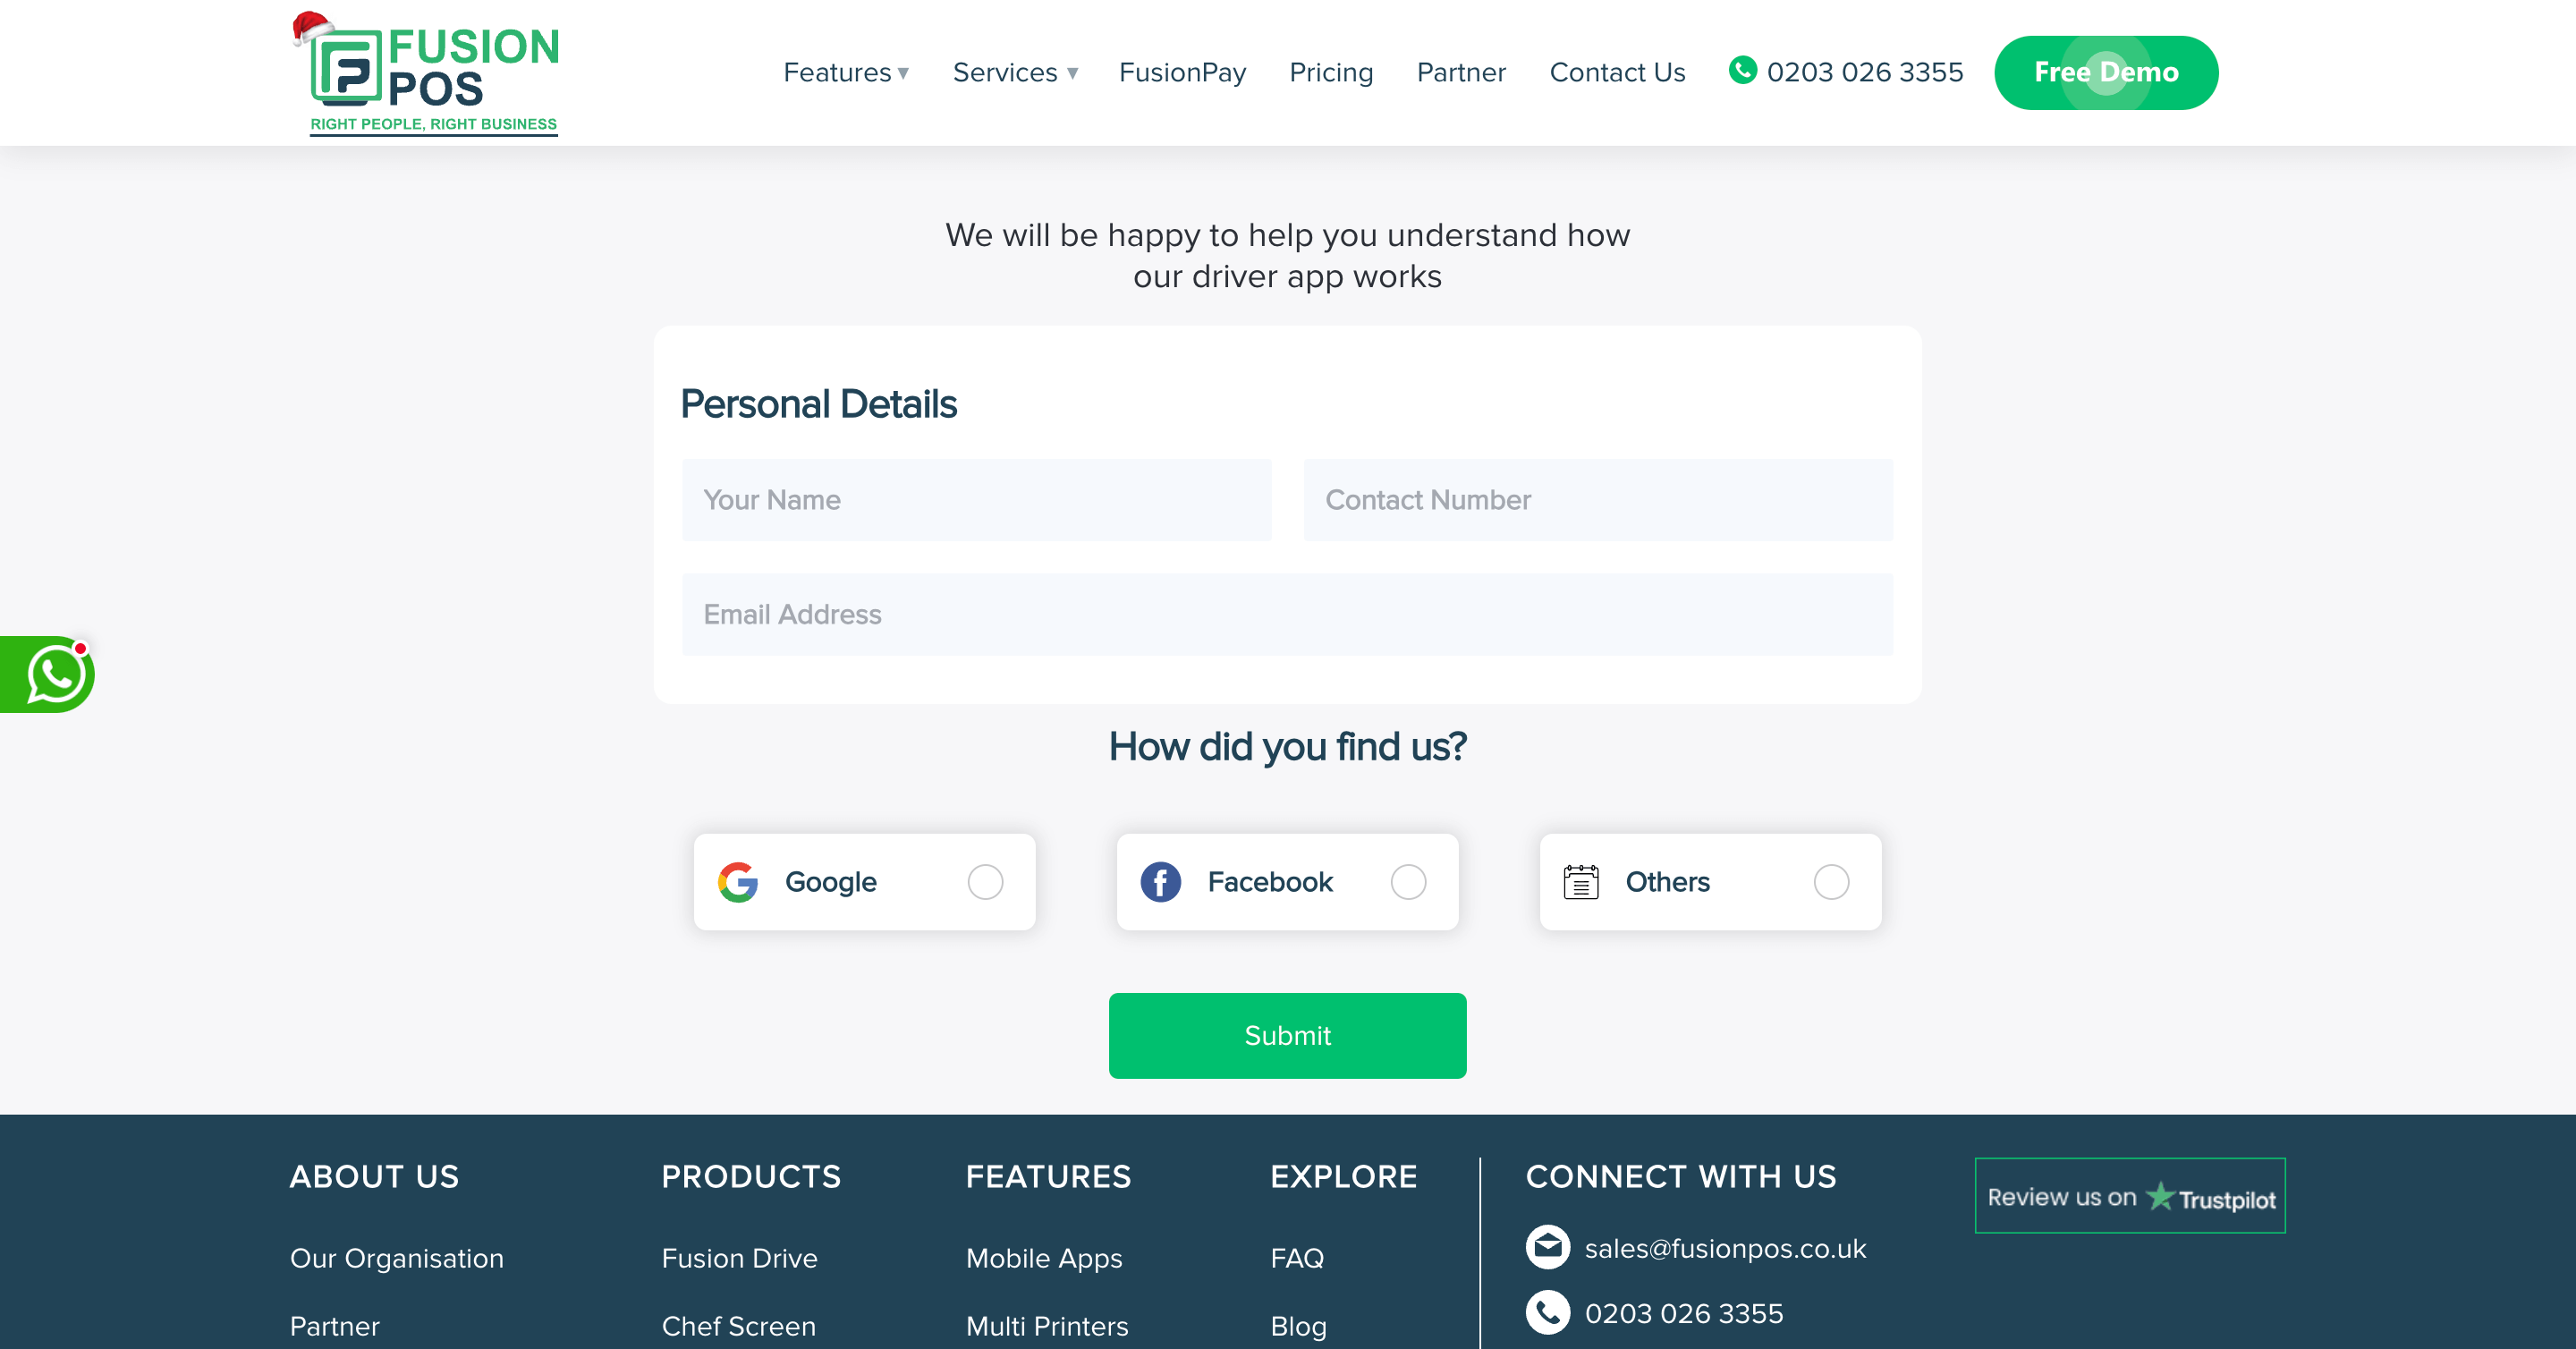 FUSION
POS
RIGHT PEOPLE, RIGHT BUSINESS
Features Services FusionPay Pricing Partner Contact Us 0203 026 3355 Free Demo
We will be happy to help you understand how
our driver app works
Personal Details
Your Name Contact Number
Email Address
How did you find us?
Google Facebook Others
Submit
ABOUT US PRODUCTS FEATURES EXPLORE CONNECT WITH US
Review us on Trustpilot
Our Organisation Fusion Drive Mobile Apps FAQ sales@fusionpos.co.uk
Partner Chef Screen Multi Printers Blog 0203 026 3355